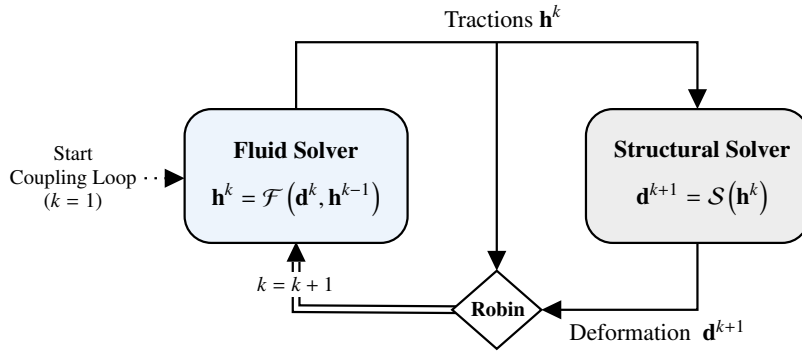 Tractions h^k
Start
Coupling Loop
(k = 1)
Fluid Solver
h^k = ℱ(d^k, h^{k−1})
Structural Solver
d^{k+1} = 𝒮(h^k)
k = k + 1
Robin
Deformation d^{k+1}